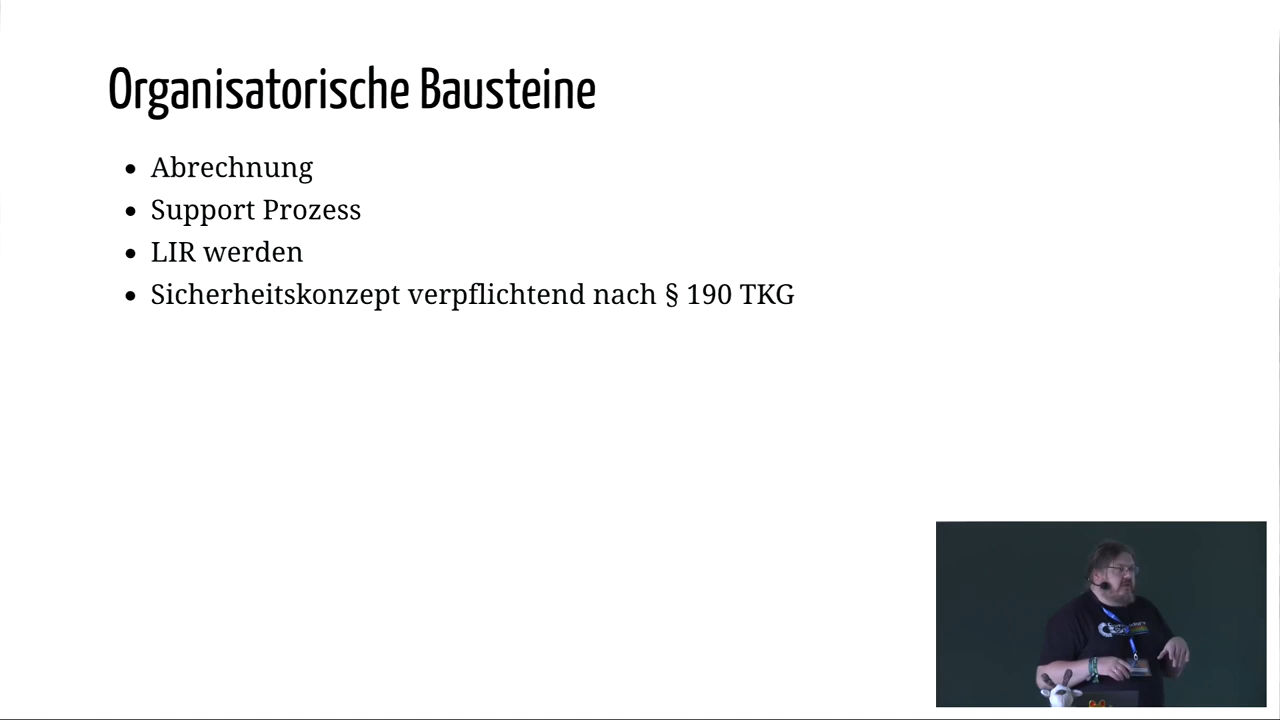 Organisatorische Bausteine
Abrechnung
Support Prozess
LIR werden
Sicherheitskonzept verpflichtend nach § 190 TKG